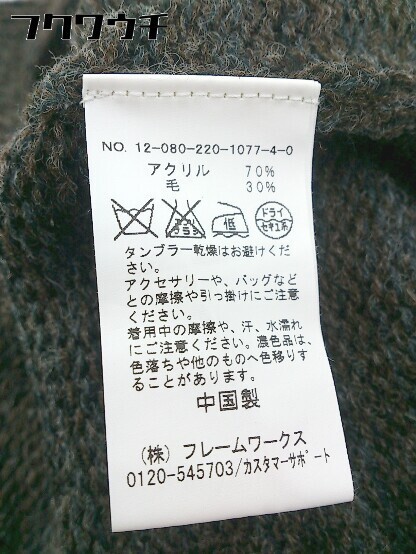 フクワウチ
NO. 12-080-220-1077-4-0
アクリル 70%
毛 30%
エンソサラシ
低
ドライ
セキユ系
タンブラー乾燥はお避けくだ
さい。
アクセサリーや、バッグなど
との摩擦や引っ掛けにご注意
ください。
着用中の摩擦や、汗、水濡れ
にご注意ください。濃色品は、
色落ちや他のものへ色移りす
ることがあります。
中国製
(株) フレームワークス
0120-545703/カスタマーサポート